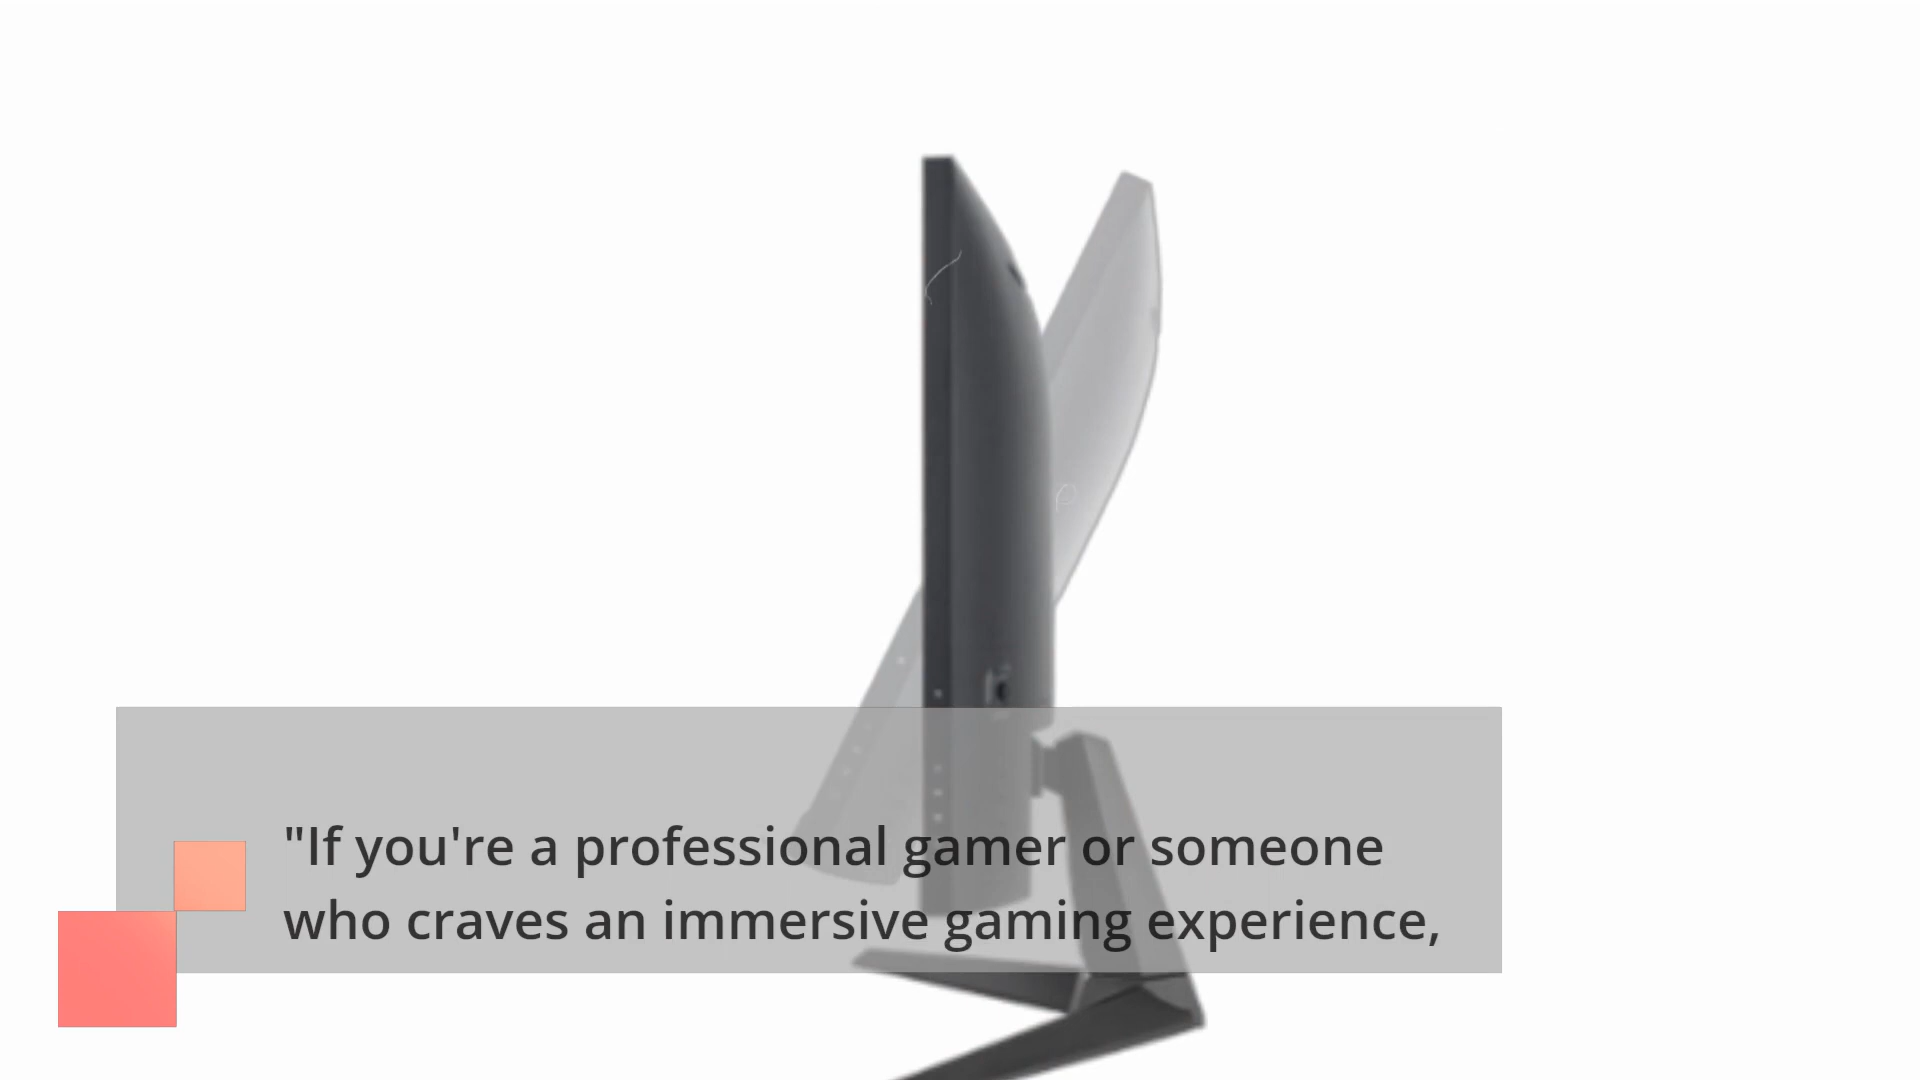 "If you're a professional gamer or someone
who craves an immersive gaming experience,